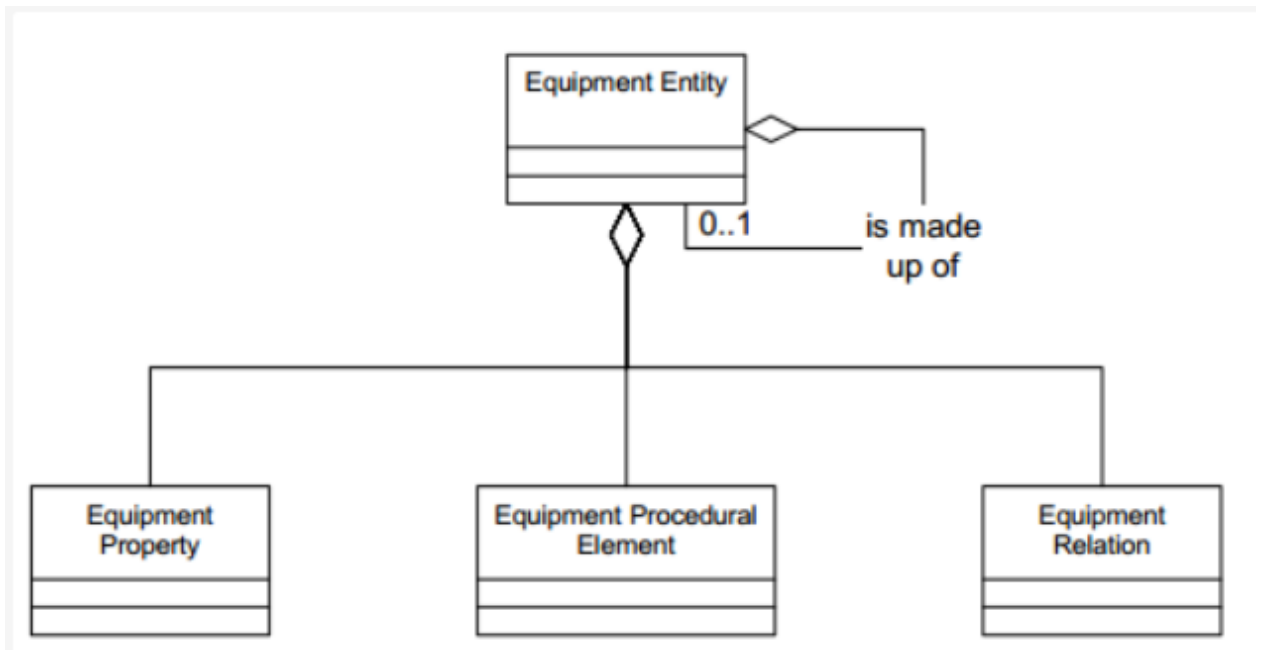 Equipment Entity
0..1
is made
up of
Equipment
Property
Equipment Procedural
Element
Equipment
Relation